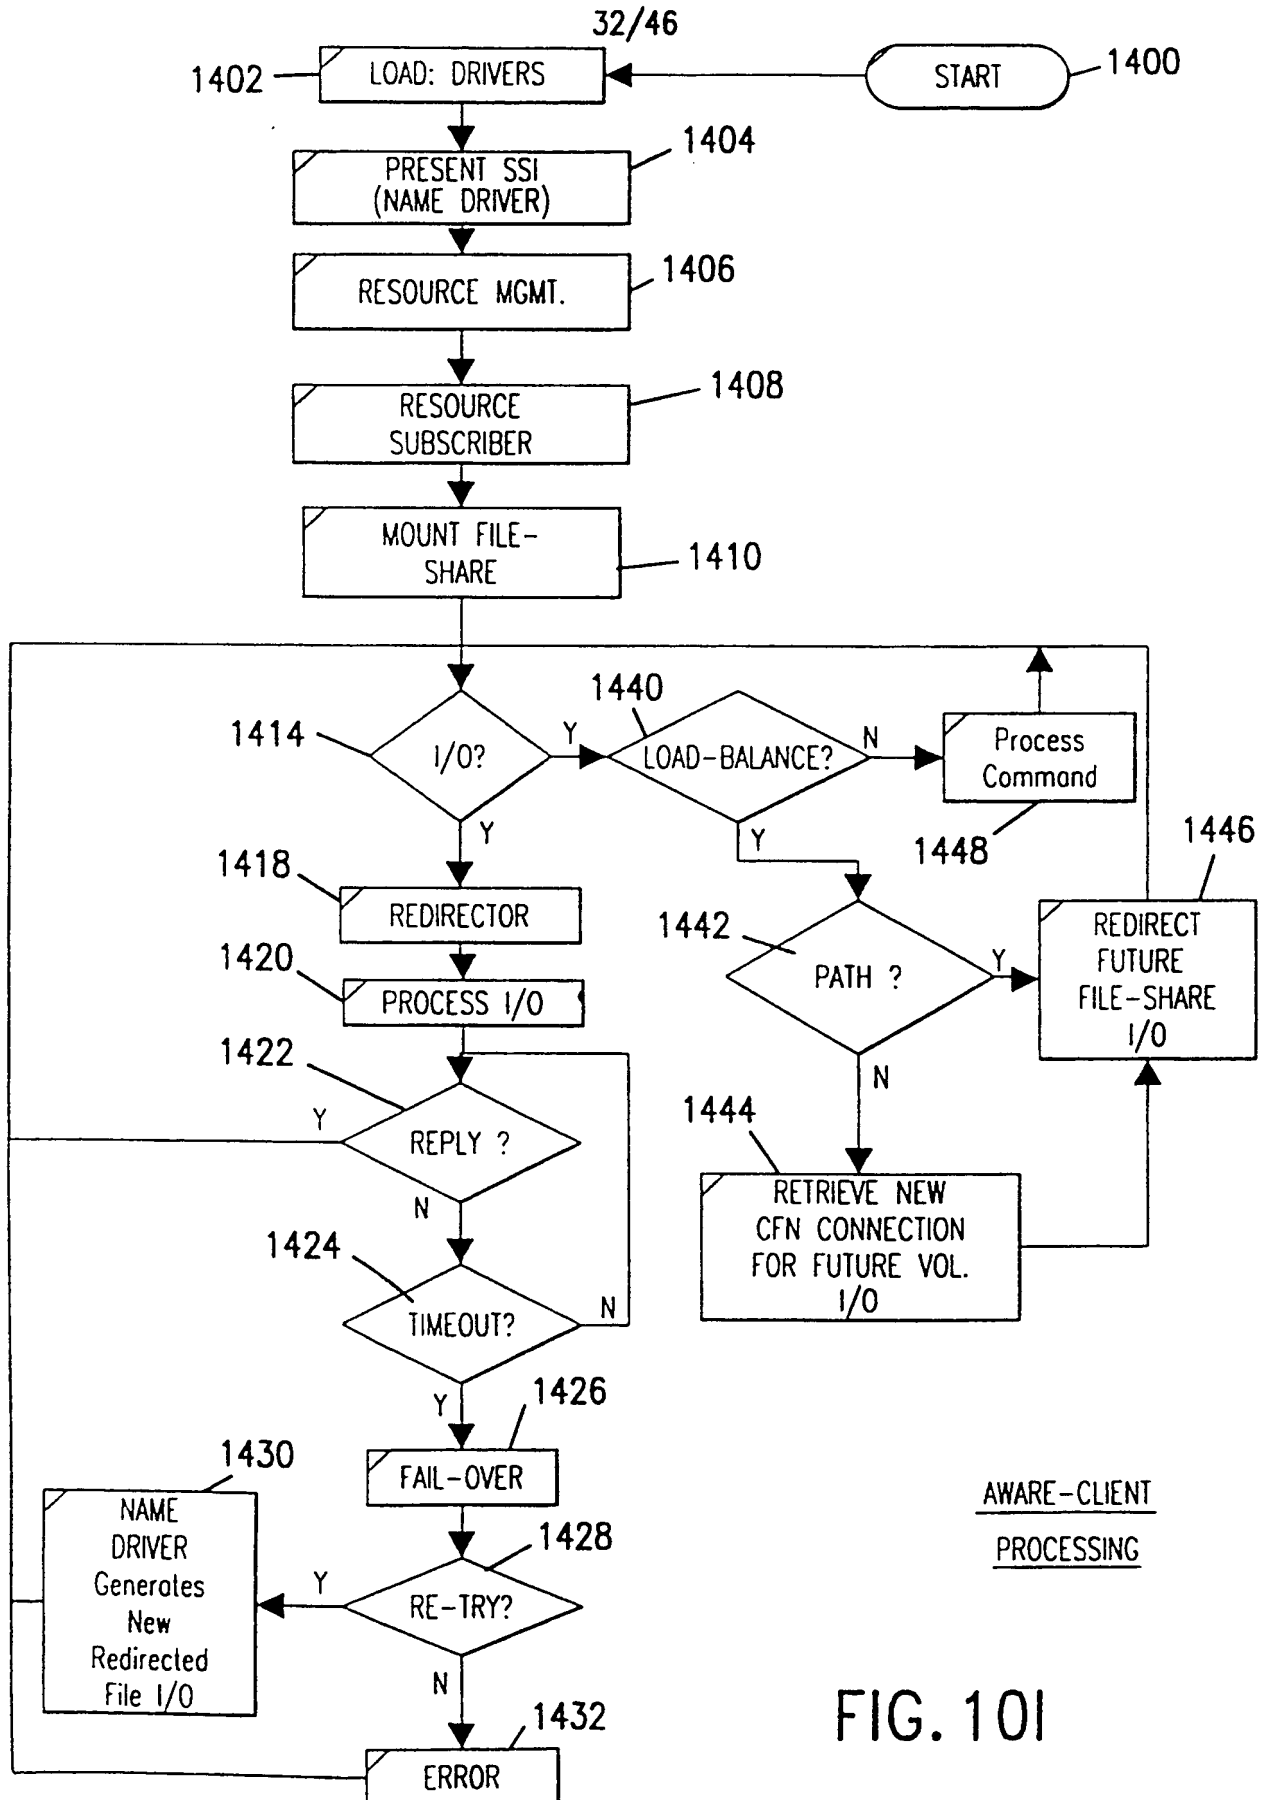 32/46
1402
LOAD: DRIVERS
START
1400
1404
PRESENT SSI
(NAME DRIVER)
1406
RESOURCE MGMT.
1408
RESOURCE
SUBSCRIBER
MOUNT FILE-
SHARE
1410
1414
I/O?
Y
1440
LOAD-BALANCE?
N
Process
Command
1448
Y
Y
1446
1418
REDIRECTOR
1442
PATH ?
Y
REDIRECT
FUTURE
FILE-SHARE
I/O
1420
PROCESS I/O
1422
Y
REPLY ?
N
N
1444
RETRIEVE NEW
CFN CONNECTION
FOR FUTURE VOL.
I/O
1424
TIMEOUT?
N
Y
1426
FAIL-OVER
1430
NAME
DRIVER
Generates
New
Redirected
File I/O
1428
Y
RE-TRY?
N
1432
ERROR
AWARE-CLIENT
PROCESSING
FIG. 10I